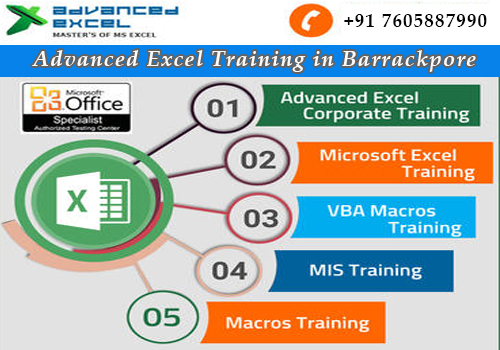 ADVANCED
EXCEL
MASTER'S OF MS EXCEL
+91 7605887990
Advanced Excel Training in Barrackpore
Microsoft
Office
Specialist
Authorized Testing Center
01
Advanced Excel
Corporate Training
02
Microsoft Excel
Training
X
03
VBA Macros
Training
04
MIS Training
05
Macros Training